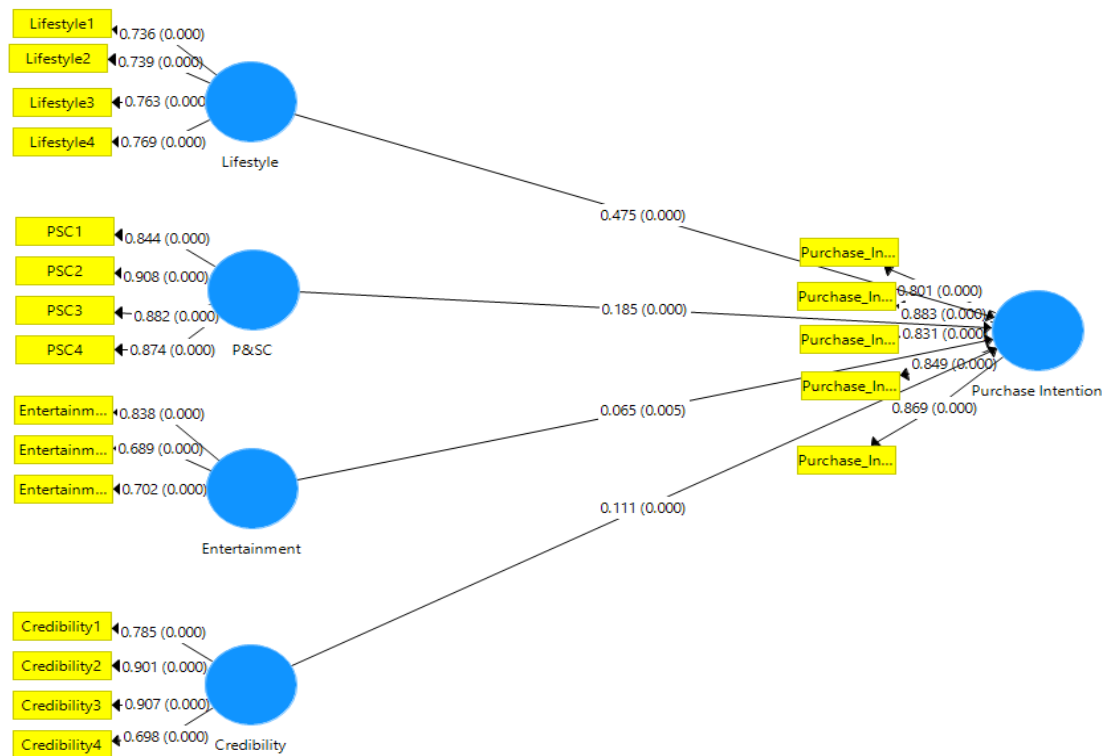 Lifestyle1
0.736 (0.000)
Lifestyle2
0.739 (0.000)
Lifestyle3
0.763 (0.000)
Lifestyle4
0.769 (0.000)
Lifestyle
0.475 (0.000)
PSC1
0.844 (0.000)
PSC2
0.908 (0.000)
PSC3
0.882 (0.000)
PSC4
0.874 (0.000)
P&SC
0.185 (0.000)
Purchase_In...
0.801 (0.000)
Purchase_In...
0.883 (0.000)
Purchase_In...
0.831 (0.000)
Purchase_In...
0.849 (0.000)
Purchase_In...
0.869 (0.000)
Purchase Intention
Entertainm...
0.838 (0.000)
Entertainm...
0.689 (0.000)
Entertainm...
0.702 (0.000)
Entertainment
0.065 (0.005)
0.111 (0.000)
Credibility1
0.785 (0.000)
Credibility2
0.901 (0.000)
Credibility3
0.907 (0.000)
Credibility4
0.698 (0.000)
Credibility